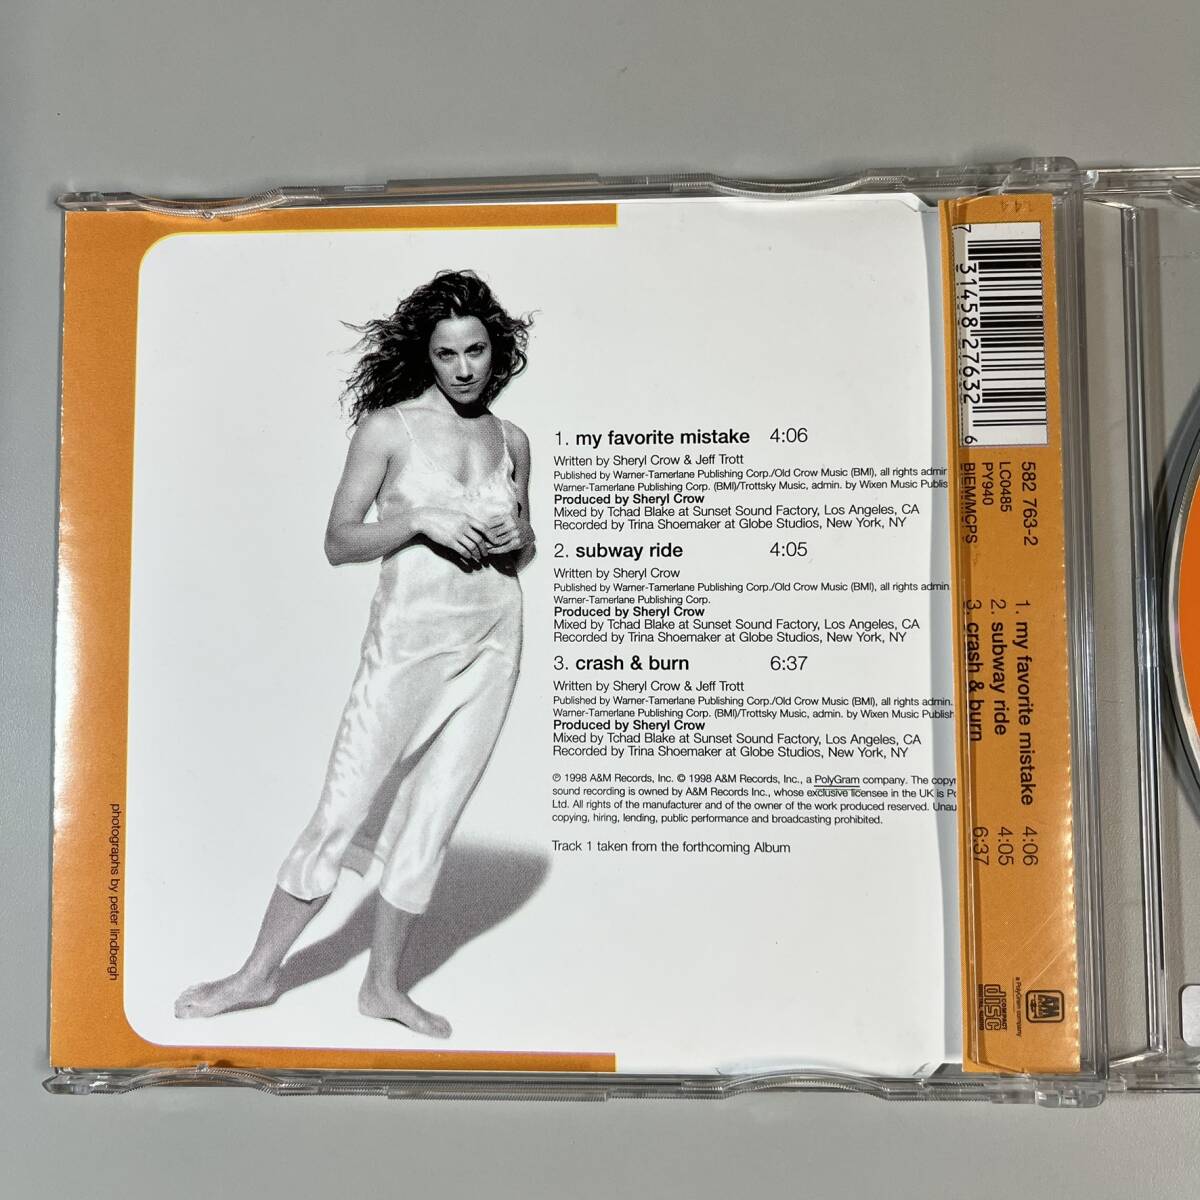 1. my favorite mistake 4:06
Written by Sheryl Crow & Jeff Trott
Published by Warner-Tamerlane Publishing Corp./Old Crow Music (BMI), all rights admir
Warner-Tamerlane Publishing Corp. (BMI)/Trottsky Music, admin. by Wixen Music Publis
Produced by Sheryl Crow
Mixed by Tchad Blake at Sunset Sound Factory, Los Angeles, CA
Recorded by Trina Shoemaker at Globe Studios, New York, NY
2. subway ride 4:05
Written by Sheryl Crow
Published by Warner-Tamerlane Publishing Corp./Old Crow Music (BMI), all rights admin
Warner-Tamerlane Publishing Corp.
Produced by Sheryl Crow
Mixed by Tchad Blake at Sunset Sound Factory, Los Angeles, CA
Recorded by Trina Shoemaker at Globe Studios, New York, NY
3. crash & burn 6:37
Written by Sheryl Crow & Jeff Trott
Published by Warner-Tamerlane Publishing Corp./Old Crow Music (BMI), all rights admin.
Warner-Tamerlane Publishing Corp. (BMI)/Trottsky Music, admin. by Wixen Music Publish
Produced by Sheryl Crow
Mixed by Tchad Blake at Sunset Sound Factory, Los Angeles, CA
Recorded by Trina Shoemaker at Globe Studios, New York, NY
℗ 1998 A&M Records, Inc. © 1998 A&M Records, Inc., a PolyGram company. The copyr
sound recording is owned by A&M Records Inc., whose exclusive licensee in the UK is Po
Ltd. All rights of the manufacturer and of the owner of the work produced reserved. Unau
copying, hiring, lending, public performance and broadcasting prohibited.
Track 1 taken from the forthcoming Album
photographs by peter lindbergh
7 31458 27632 6
582 763-2
LC0485
PY940
BIEM/MCPS
1. my favorite mistake 4:06
2. subway ride 4:05
3. crash & burn 6:37
A&M
a PolyGram company
COMPACT
disc
DIGITAL AUDIO